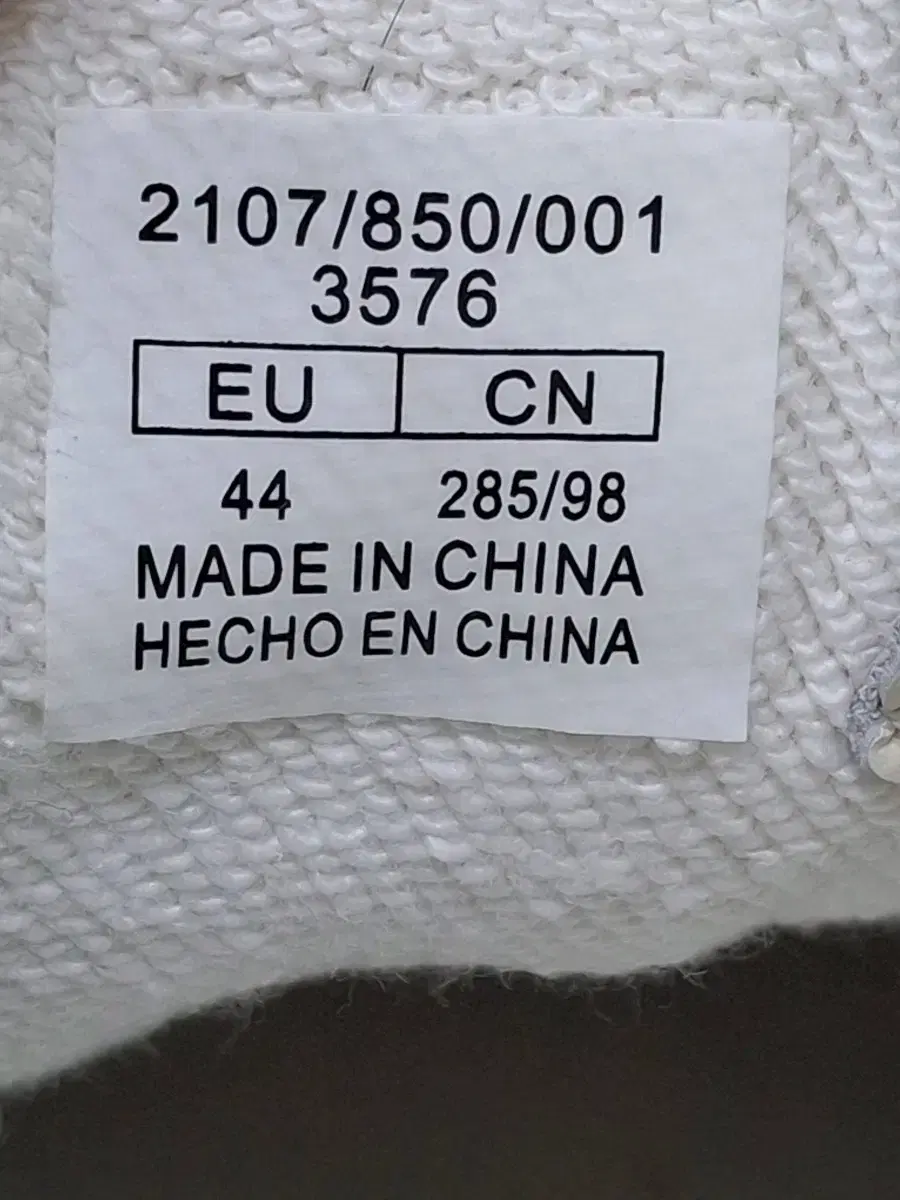 2107/850/001
3576
EU CN
44 285/98
MADE IN CHINA
HECHO EN CHINA